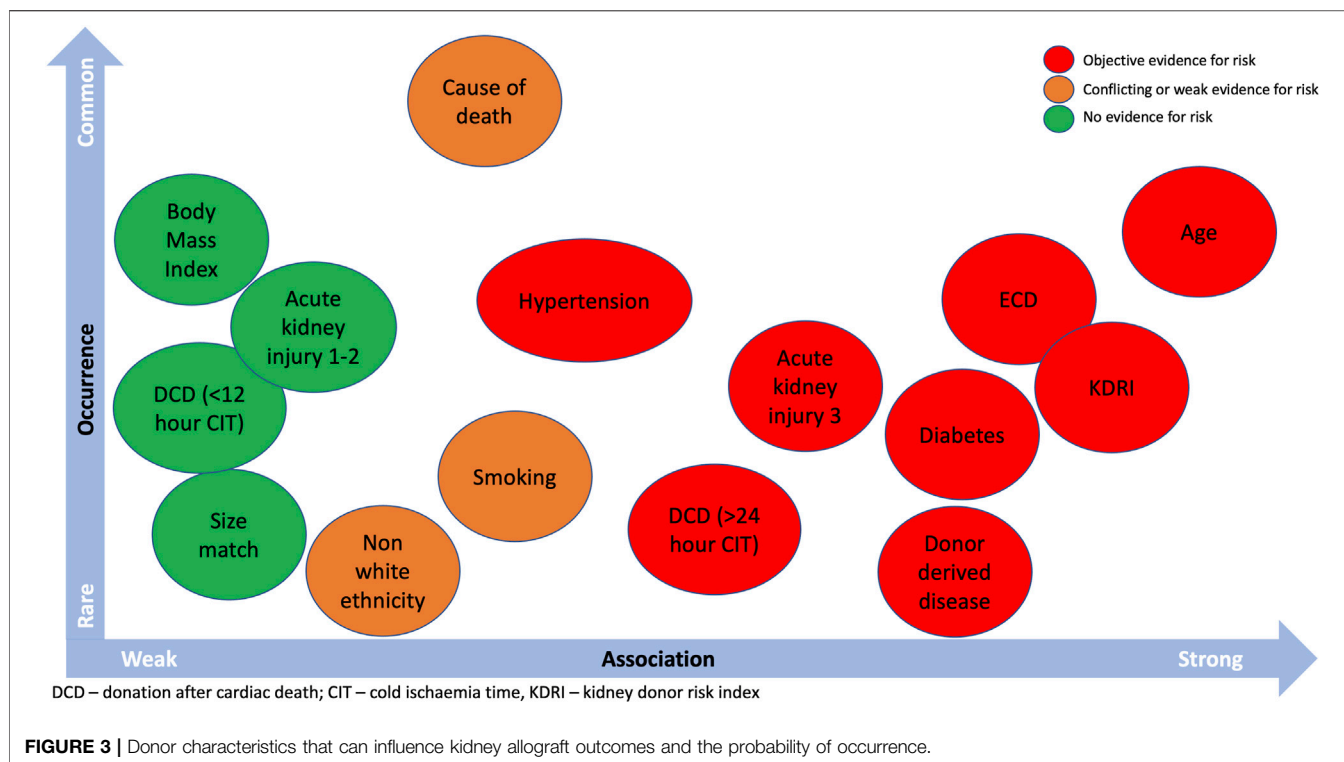 Common
Occurrence
Rare
Cause of
death
Objective evidence for risk
Conflicting or weak evidence for risk
No evidence for risk
Body
Mass
Index
Acute
kidney
injury 1-2
Hypertension
ECD
Age
DCD (<12
hour CIT)
Acute
kidney
injury 3
KDRI
Diabetes
Smoking
Size
match
Non
white
ethnicity
DCD (>24
hour CIT)
Donor
derived
disease
Weak
Association
Strong
DCD – donation after cardiac death; CIT – cold ischaemia time, KDRI – kidney donor risk index
FIGURE 3 | Donor characteristics that can influence kidney allograft outcomes and the probability of occurrence.